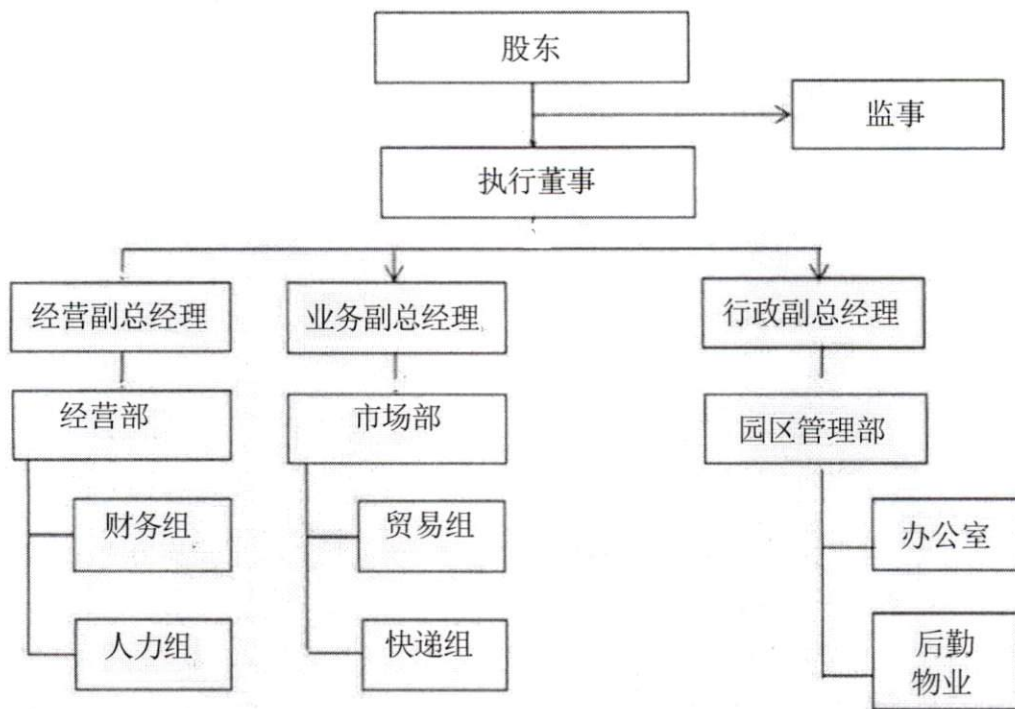 股东
监事
执行董事
经营副总经理
业务副总经理
行政副总经理
经营部
市场部
园区管理部
财务组
贸易组
办公室
人力组
快递组
后勤
物业